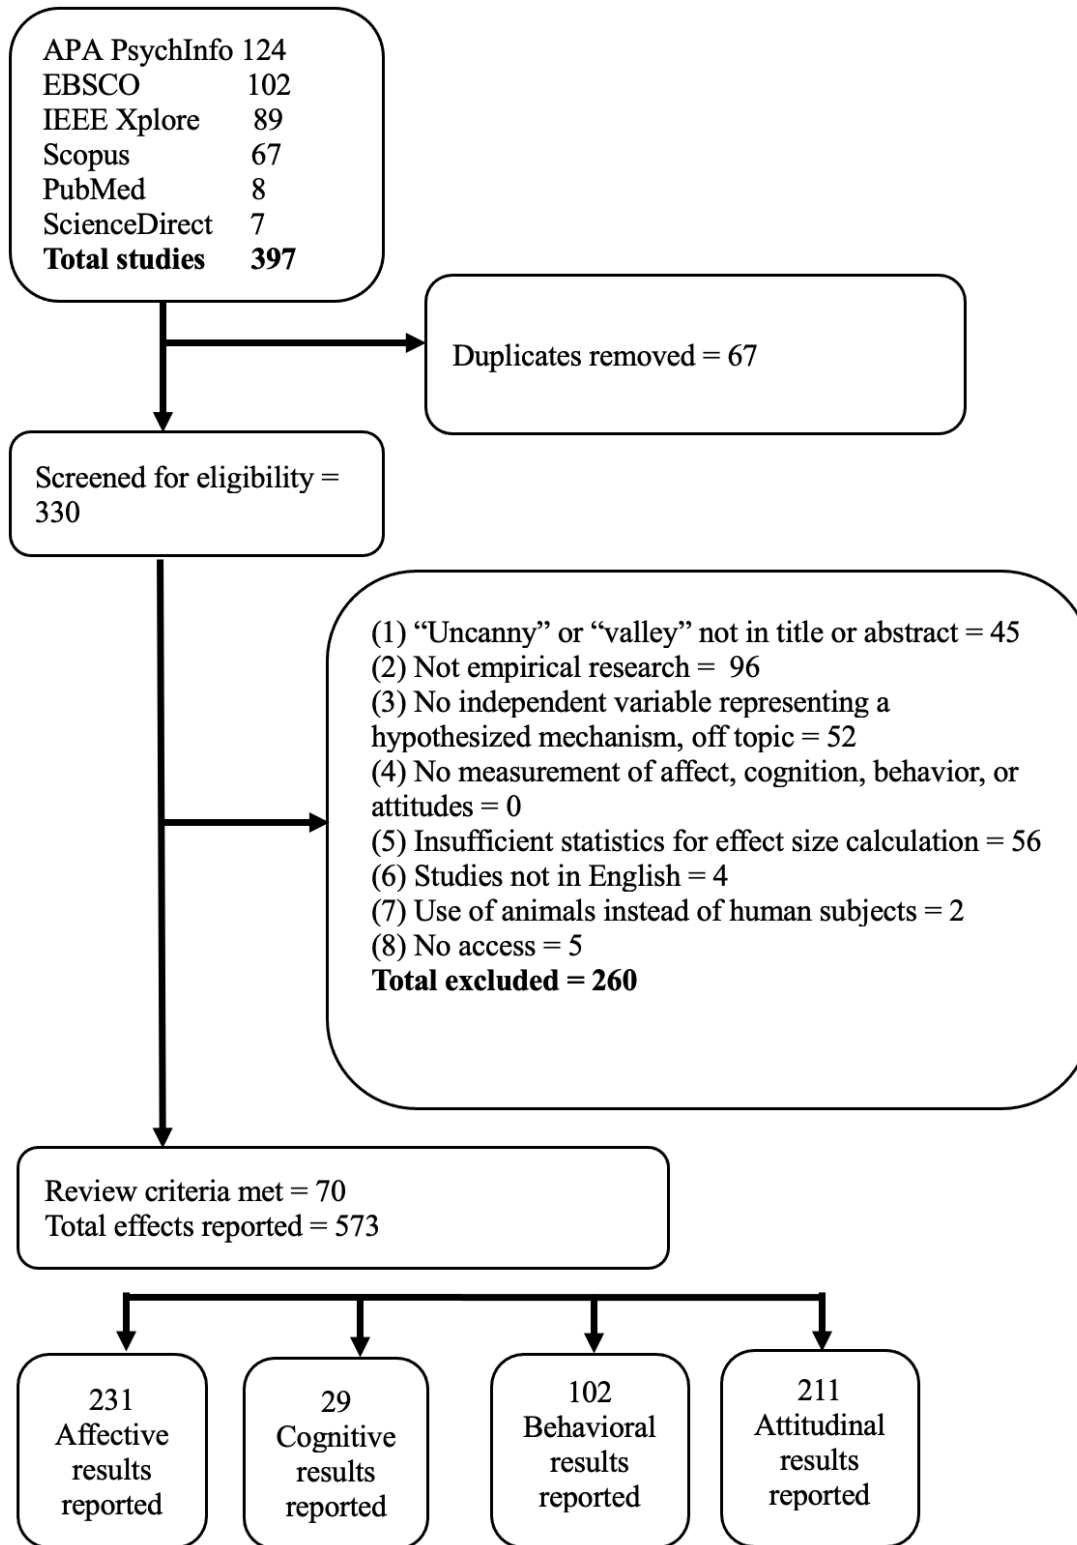 APA PsychInfo 124
EBSCO 102
IEEE Xplore 89
Scopus 67
PubMed 8
ScienceDirect 7
Total studies 397
Duplicates removed = 67
Screened for eligibility =
330
(1) “Uncanny” or “valley” not in title or abstract = 45
(2) Not empirical research = 96
(3) No independent variable representing a
hypothesized mechanism, off topic = 52
(4) No measurement of affect, cognition, behavior, or
attitudes = 0
(5) Insufficient statistics for effect size calculation = 56
(6) Studies not in English = 4
(7) Use of animals instead of human subjects = 2
(8) No access = 5
Total excluded = 260
Review criteria met = 70
Total effects reported = 573
231
Affective
results
reported
29
Cognitive
results
reported
102
Behavioral
results
reported
211
Attitudinal
results
reported